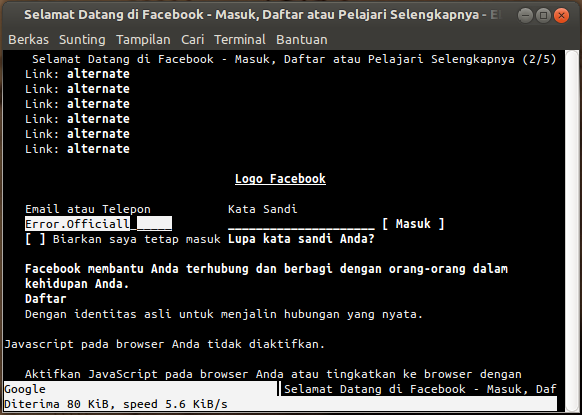 Selamat Datang di Facebook - Masuk, Daftar atau Pelajari Selengkapnya - El
Berkas Sunting Tampilan Cari Terminal Bantuan
Selamat Datang di Facebook - Masuk, Daftar atau Pelajari Selengkapnya (2/5)
Link: alternate
Link: alternate
Link: alternate
Link: alternate
Link: alternate
Link: alternate
Logo Facebook
Email atau Telepon Kata Sandi
Error.Officiall______ _____________________ [ Masuk ]
[ ] Biarkan saya tetap masuk Lupa kata sandi Anda?
Facebook membantu Anda terhubung dan berbagi dengan orang-orang dalam
kehidupan Anda.
Daftar
Dengan identitas asli untuk menjalin hubungan yang nyata.
Javascript pada browser Anda tidak diaktifkan.
Aktifkan JavaScript pada browser Anda atau tingkatkan ke browser dengan
Google Selamat Datang di Facebook - Masuk, Daf
Diterima 80 KiB, speed 5.6 KiB/s